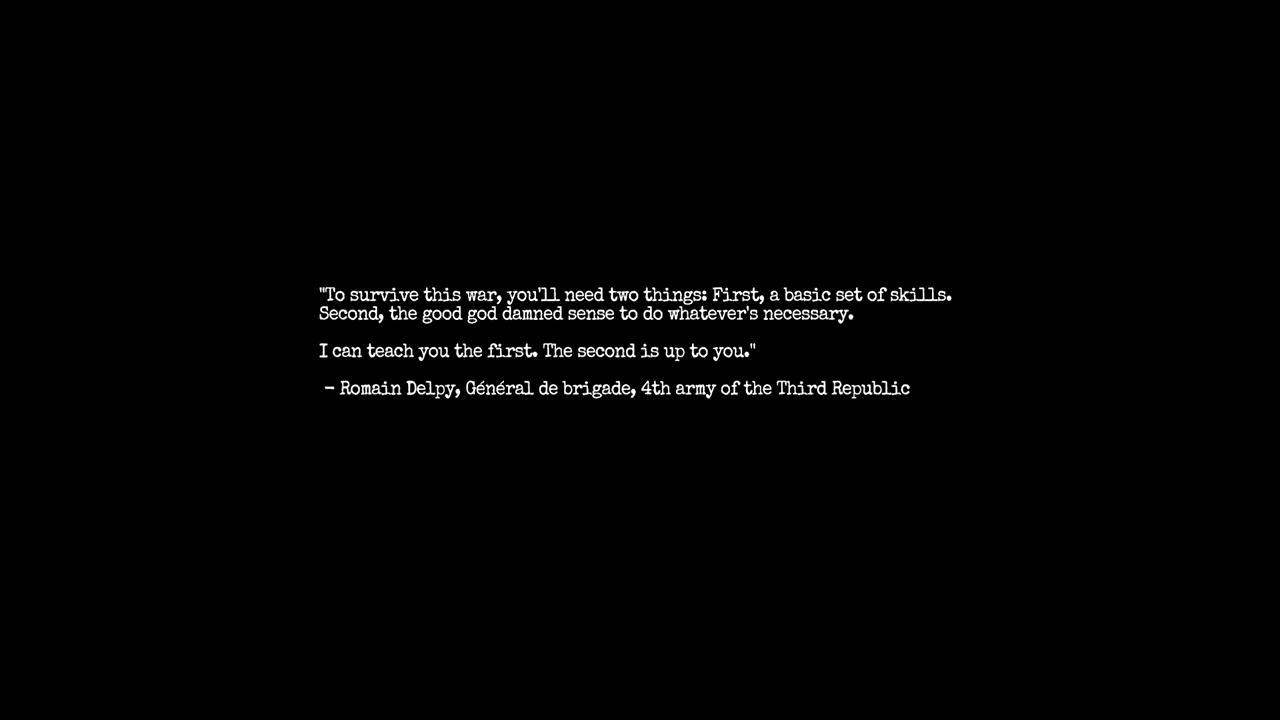 "To survive this war, you'll need two things: First, a basic set of skills.
Second, the good god damned sense to do whatever's necessary.
I can teach you the first. The second is up to you."
- Romain Delpy, Général de brigade, 4th army of the Third Republic